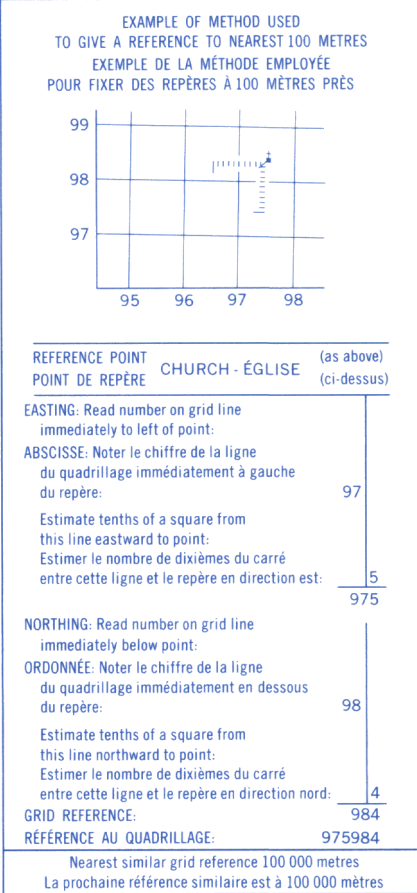 EXAMPLE OF METHOD USED
TO GIVE A REFERENCE TO NEAREST 100 METRES
EXEMPLE DE LA MÉTHODE EMPLOYÉE
POUR FIXER DES REPÈRES À 100 MÈTRES PRÈS
99
98
97
95 96 97 98
REFERENCE POINT
POINT DE REPÈRE
CHURCH - ÉGLISE
(as above)
(ci-dessus)
EASTING: Read number on grid line
immediately to left of point:
ABSCISSE: Noter le chiffre de la ligne
du quadrillage immédiatement à gauche
du repère: 97
Estimate tenths of a square from
this line eastward to point:
Estimer le nombre de dixièmes du carré
entre cette ligne et le repère en direction est: 5
975
NORTHING: Read number on grid line
immediately below point:
ORDONNÉE: Noter le chiffre de la ligne
du quadrillage immédiatement en dessous
du repère: 98
Estimate tenths of a square from
this line northward to point:
Estimer le nombre de dixièmes du carré
entre cette ligne et le repère en direction nord: 4
GRID REFERENCE: 984
RÉFÉRENCE AU QUADRILLAGE: 975984
Nearest similar grid reference 100 000 metres
La prochaine référence similaire est à 100 000 mètres